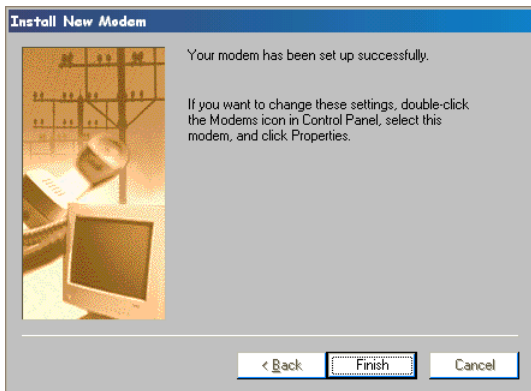 Install New Modem
Your modem has been set up successfully.
If you want to change these settings, double-click
the Modems icon in Control Panel, select this
modem, and click Properties.
< Back
Finish
Cancel